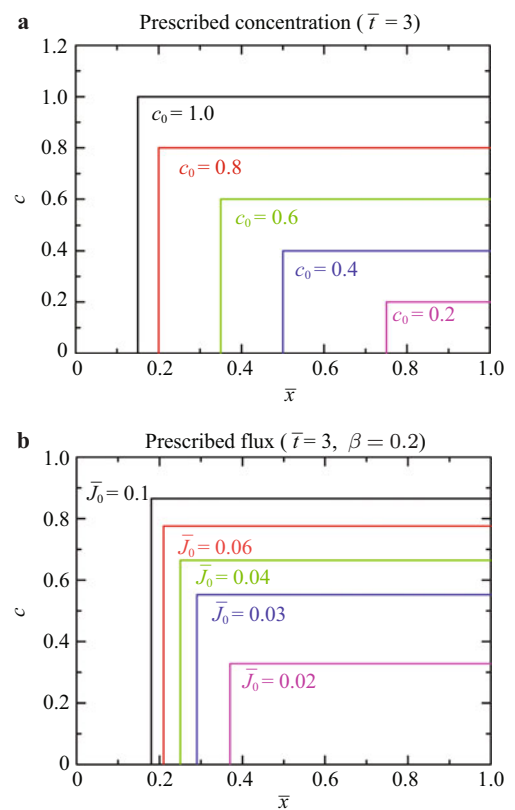 a Prescribed concentration ( t̅ = 3)
1.2
1.0
c₀ = 1.0
0.8
c₀ = 0.8
c
0.6
c₀ = 0.6
0.4
c₀ = 0.4
0.2
c₀ = 0.2
0
0 0.2 0.4 0.6 0.8 1.0
x̅
b Prescribed flux ( t̅ = 3, β = 0.2)
1.0
J̅₀ = 0.1
0.8
J̅₀ = 0.06
0.6
J̅₀ = 0.04
c
J̅₀ = 0.03
0.4
J̅₀ = 0.02
0.2
0
0 0.2 0.4 0.6 0.8 1.0
x̅